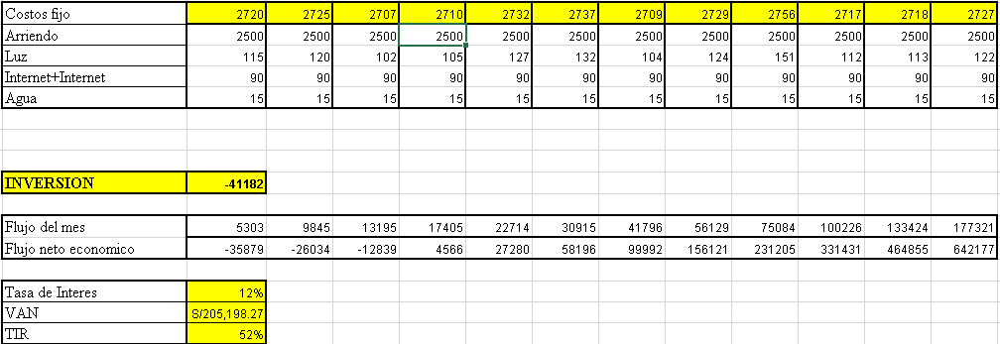 Costos fijo 2720 2725 2707 2710 2732 2737 2709 2729 2756 2717 2718 2727
Arriendo 2500 2500 2500 2500 2500 2500 2500 2500 2500 2500 2500 2500
Luz 115 120 102 105 127 132 104 124 151 112 113 122
Internet+Internet 90 90 90 90 90 90 90 90 90 90 90 90
Agua 15 15 15 15 15 15 15 15 15 15 15 15
INVERSION -41182
Flujo del mes 5303 9845 13195 17405 22714 30915 41796 56129 75084 100226 133424 177321
Flujo neto economico -35879 -26034 -12839 4566 27280 58196 99992 156121 231205 331431 464855 642177
Tasa de Interes 12%
VAN S/205,198.27
TIR 52%